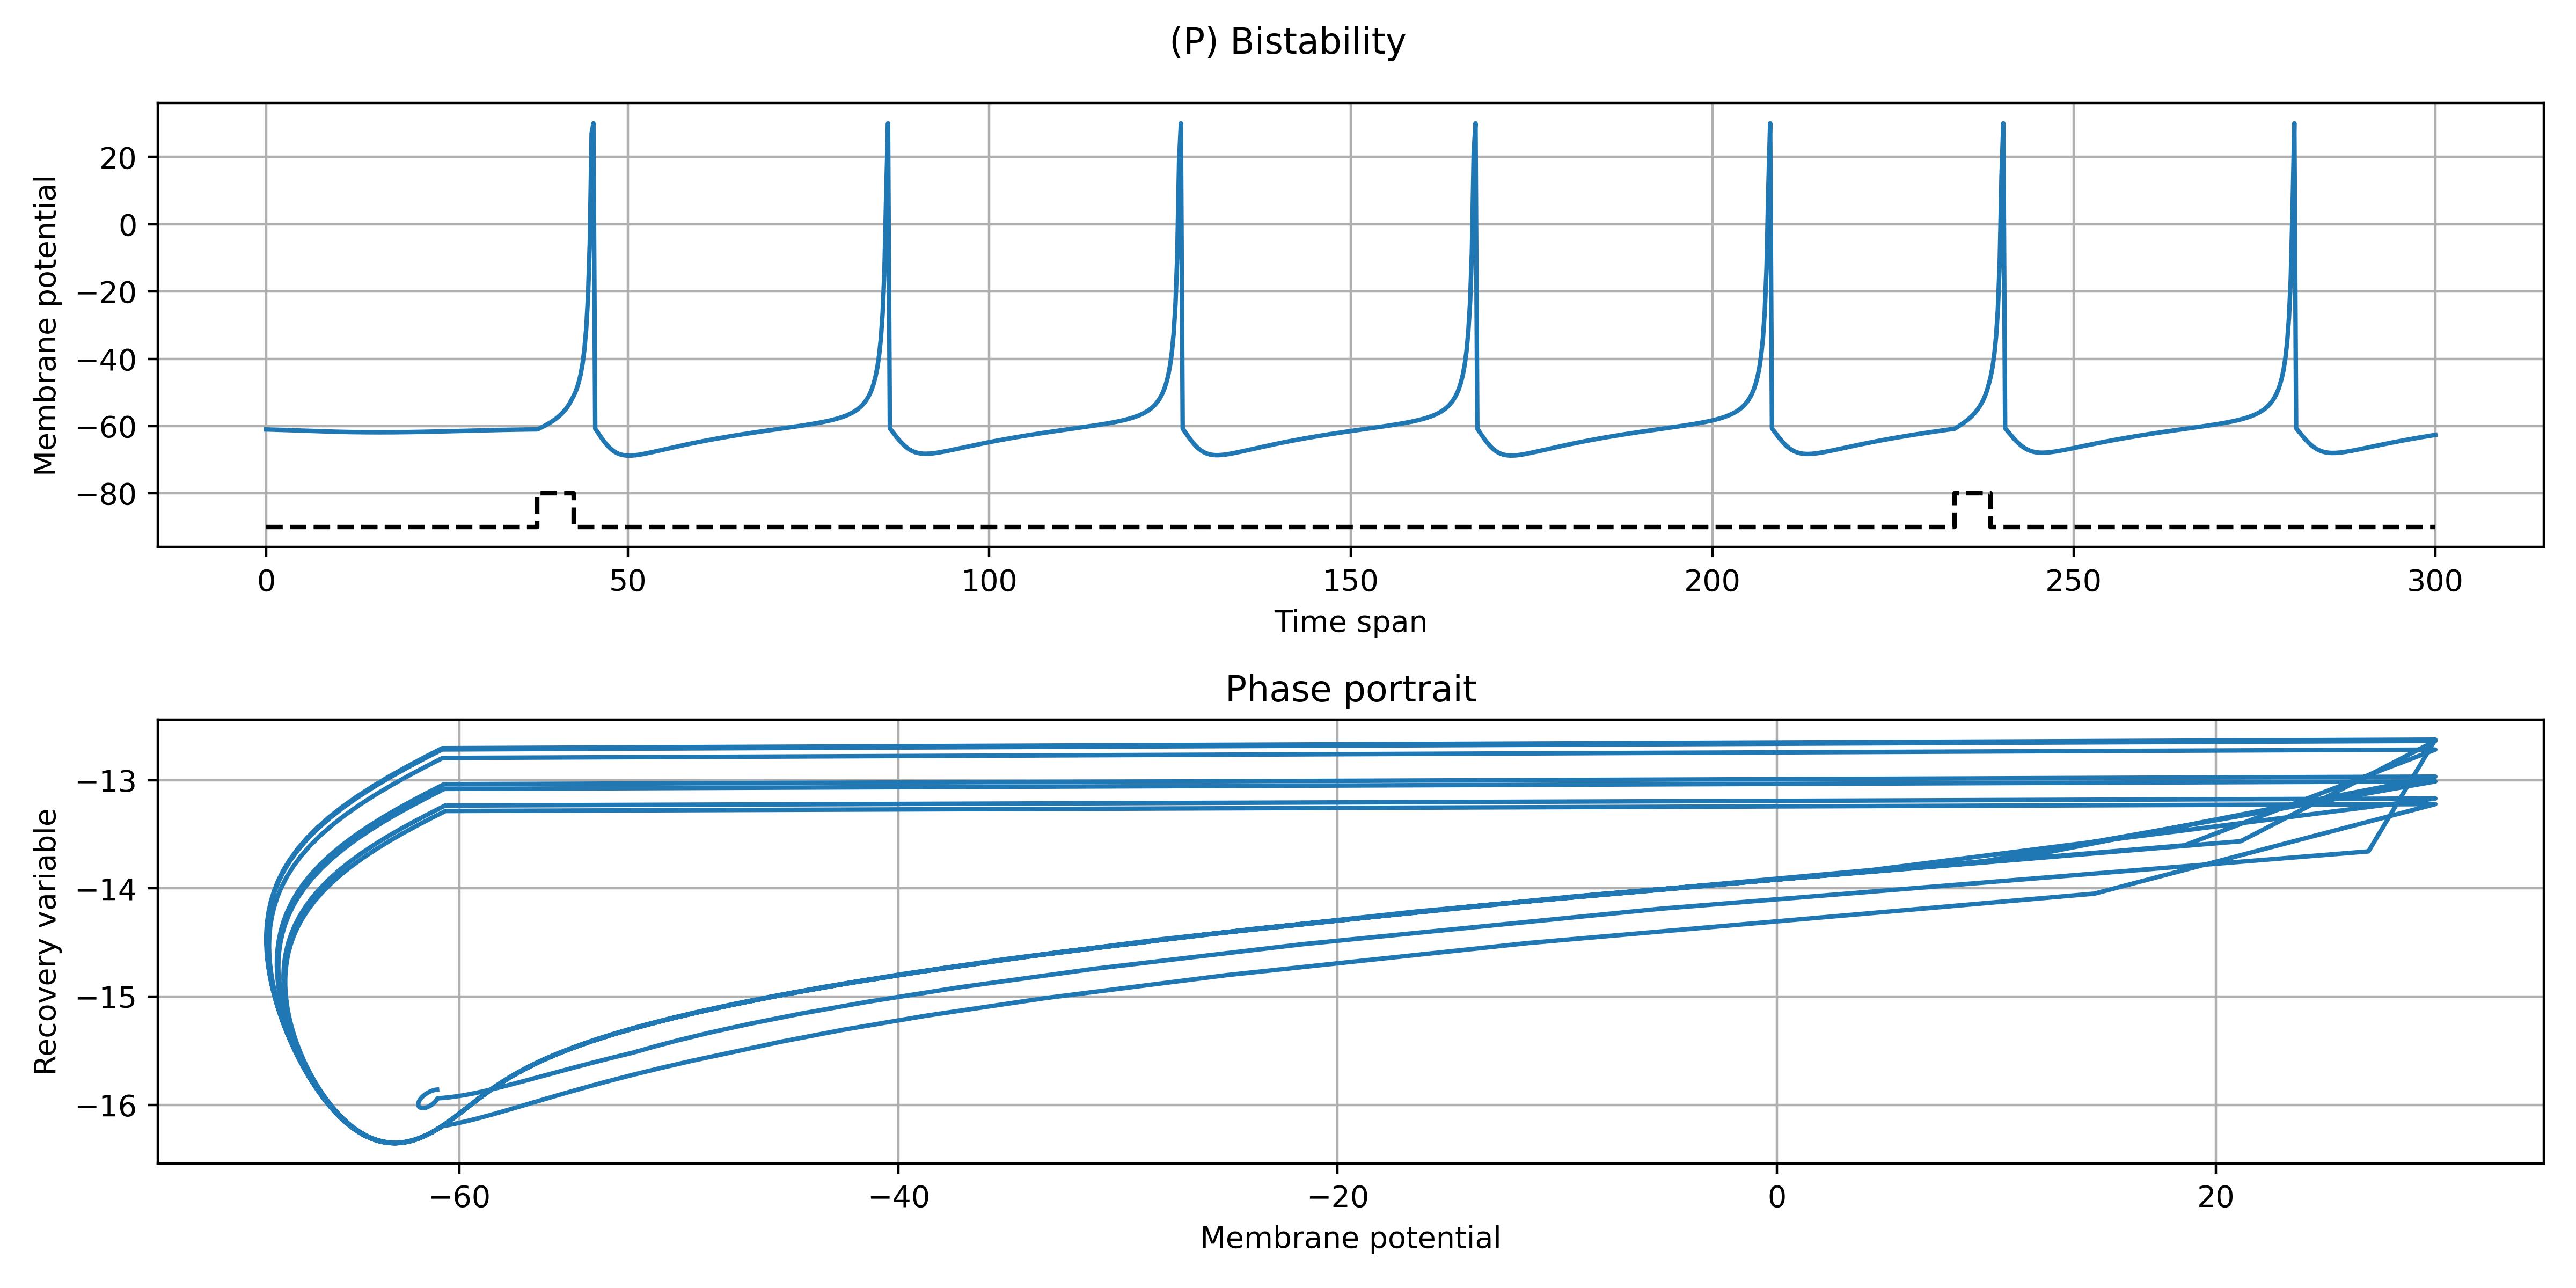 (P) Bistability
Membrane potential
20
0
−20
−40
−60
−80
0 50 100 150 200 250 300
Time span
Phase portrait
Recovery variable
−13
−14
−15
−16
−60 −40 −20 0 20
Membrane potential